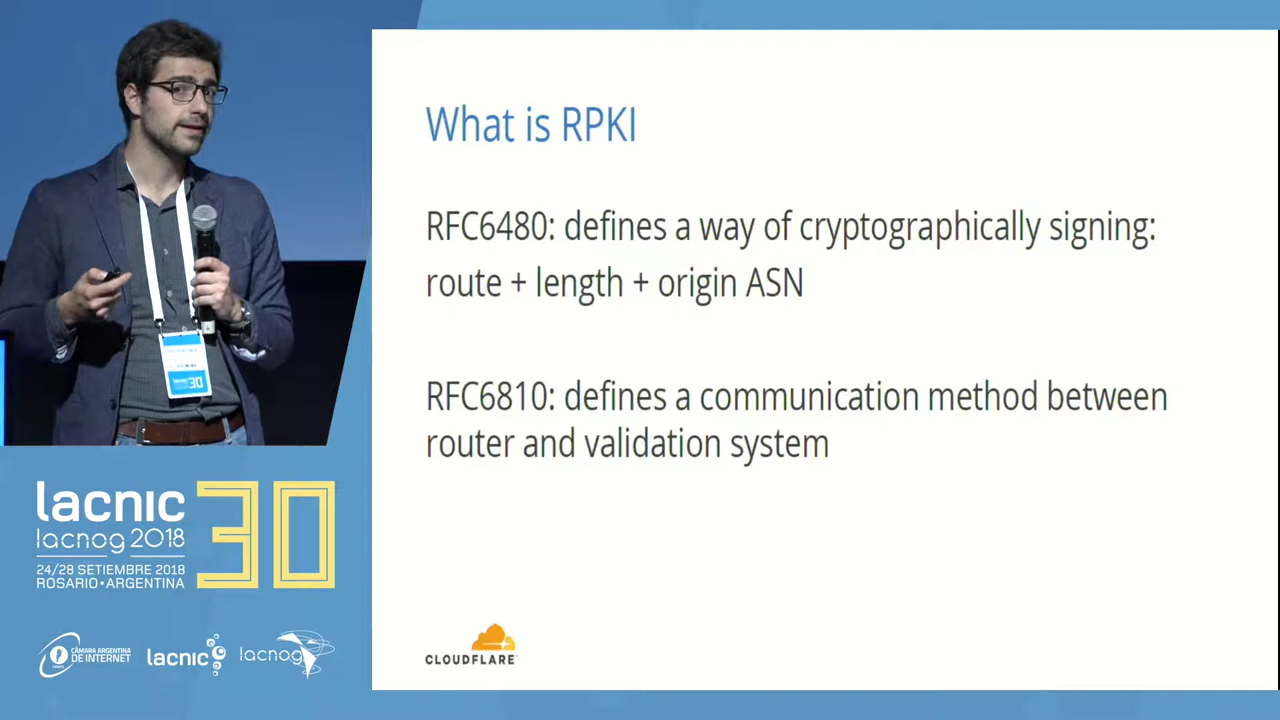 What is RPKI
RFC6480: defines a way of cryptographically signing:
route + length + origin ASN
RFC6810: defines a communication method between
router and validation system
CLOUDFLARE
lacnic 30
lacnog 2018
24/28 SETIEMBRE 2018
ROSARIO•ARGENTINA
CÁMARA ARGENTINA
DE INTERNET
lacnic
lacnog